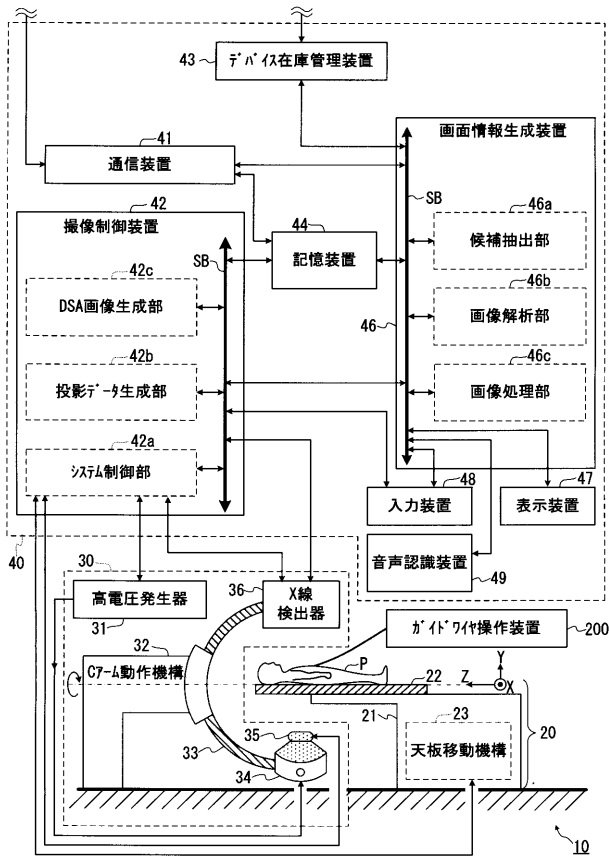 43
ﾃﾞﾊﾞｲｽ在庫管理装置
41
通信装置
画面情報生成装置
SB
46a
候補抽出部
46b
画像解析部
46
46c
画像処理部
42
撮像制御装置
SB
44
記憶装置
42c
DSA画像生成部
42b
投影ﾃﾞｰﾀ生成部
42a
ｼｽﾃﾑ制御部
入力装置
48
47
表示装置
音声認識装置
49
40
30
高電圧発生器
31
36
X線
検出器
32
Cｱｰﾑ動作機構
ｶﾞｲﾄﾞﾜｲﾔ操作装置
200
P
22
Y
Z
X
21
23
天板移動機構
20
35
33
34
10